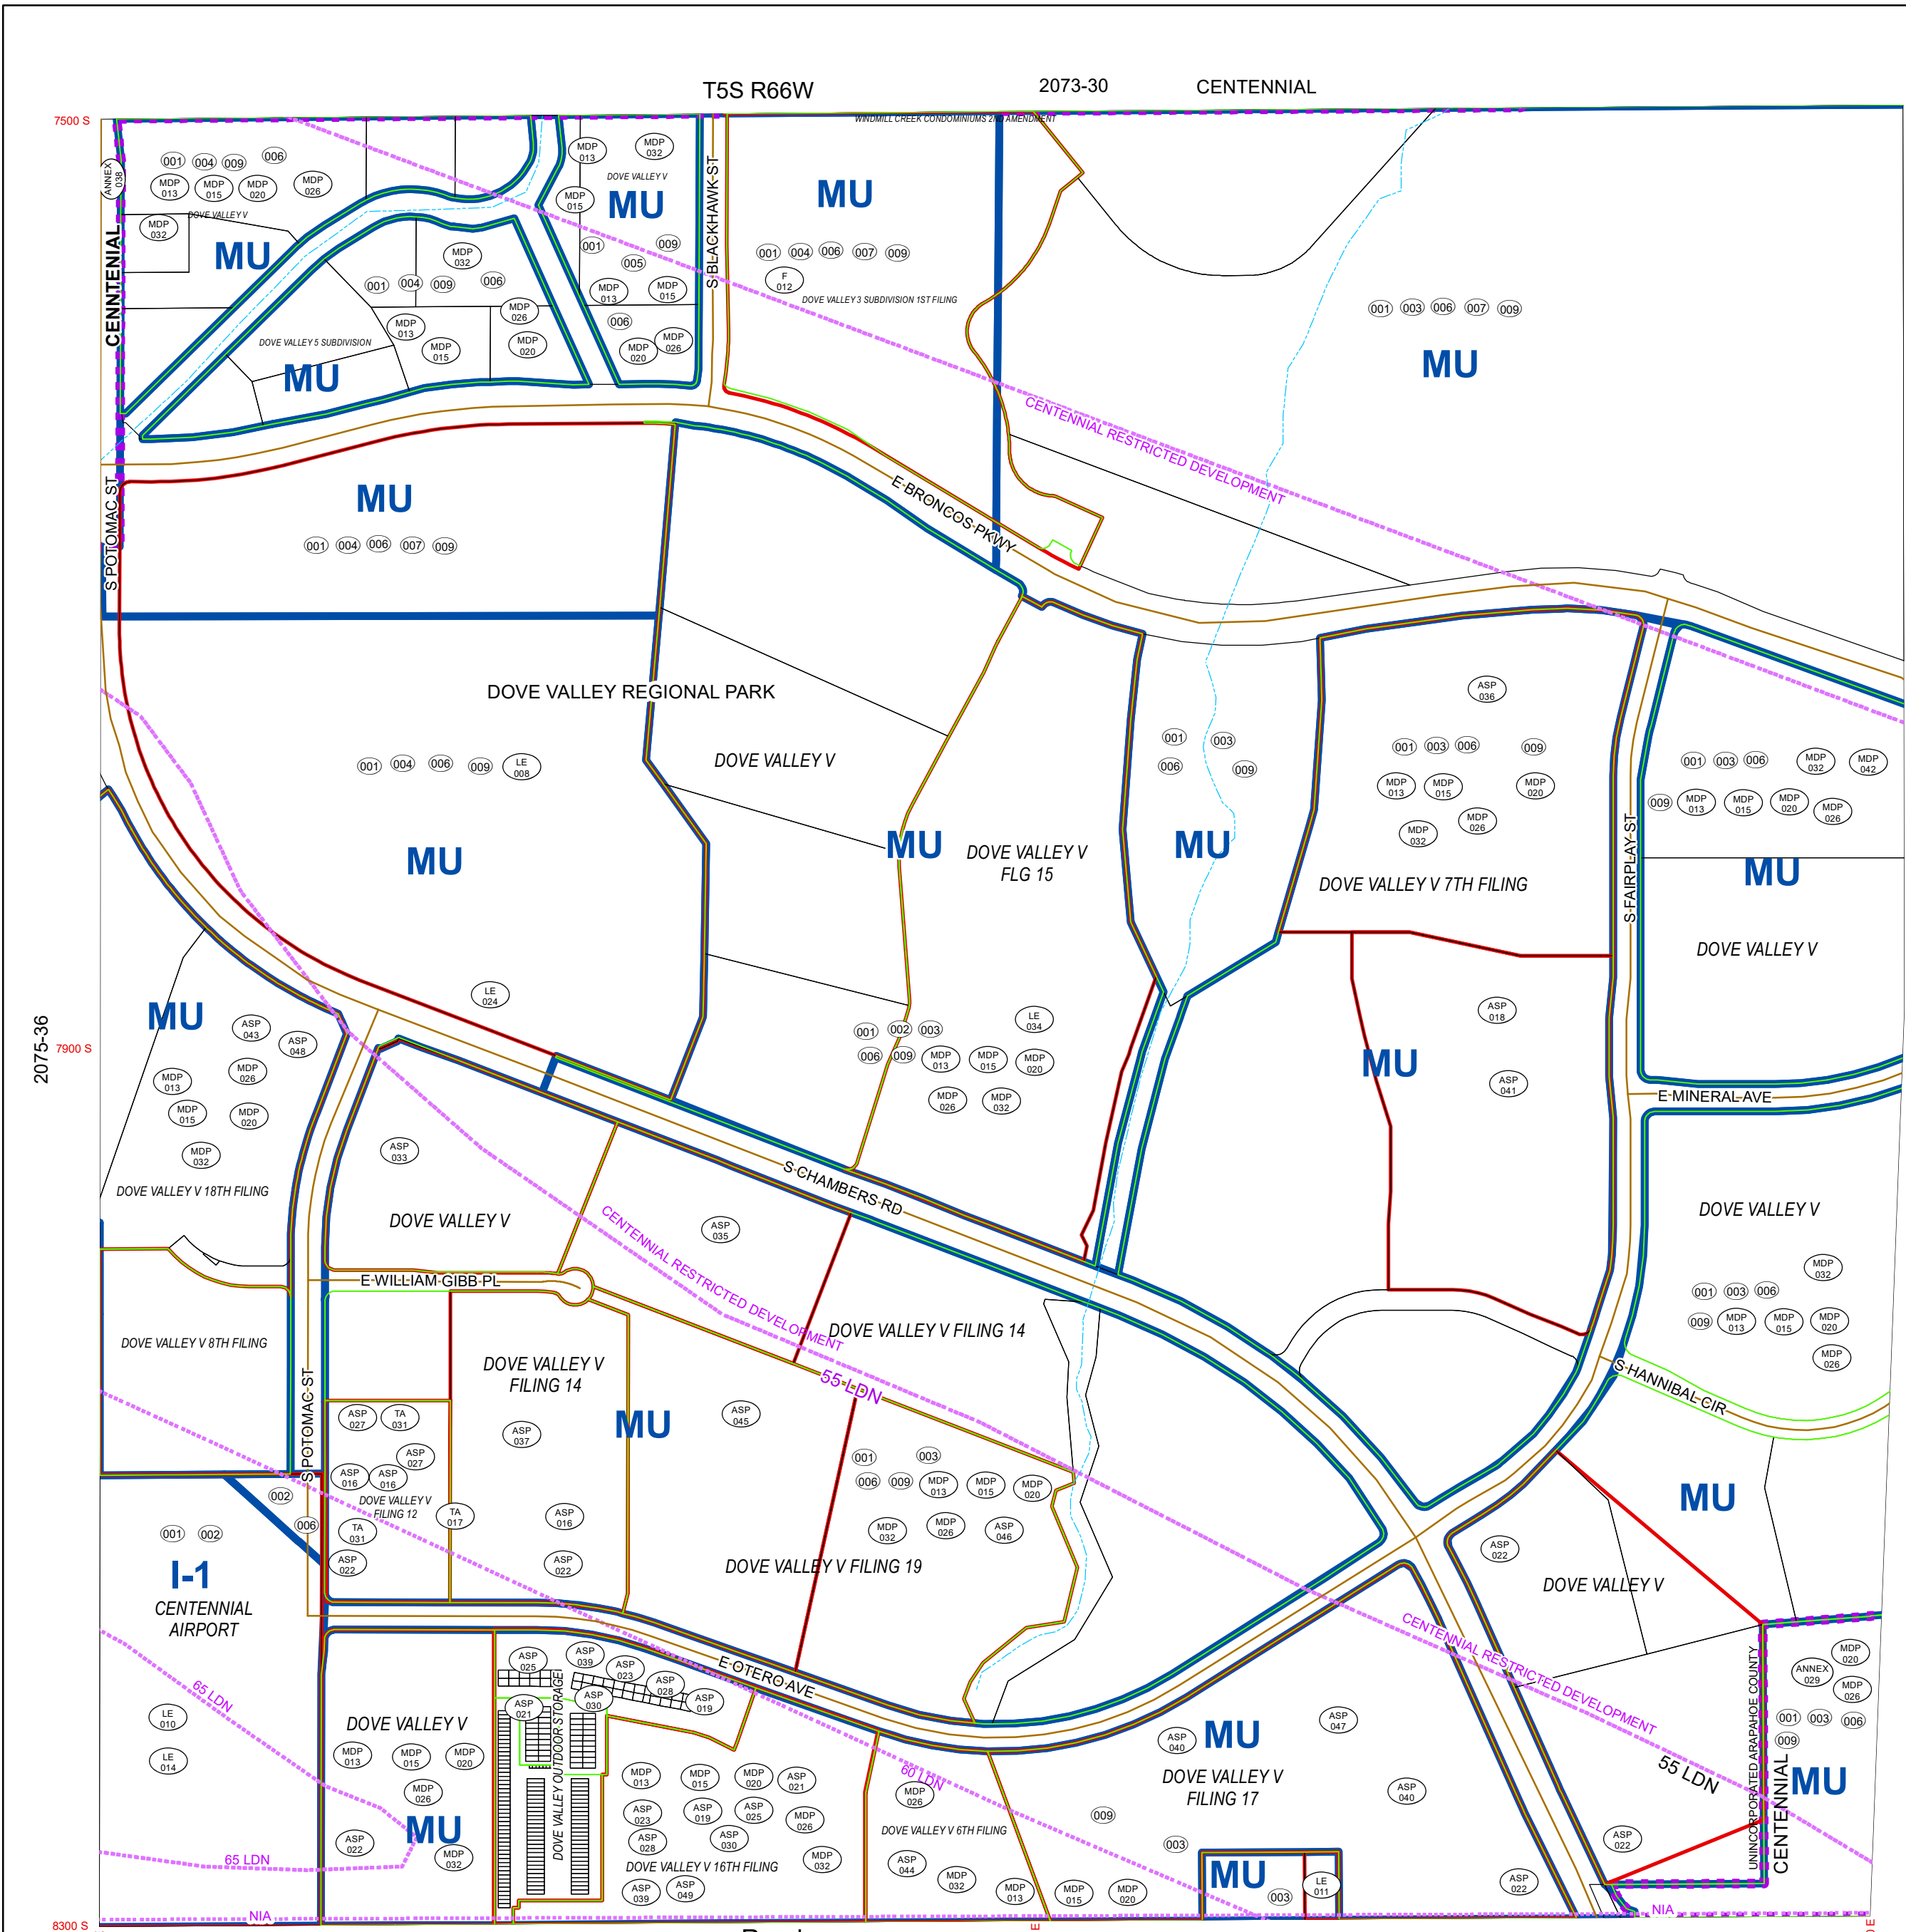 T5S R66W
2073-30
CENTENNIAL
7500 S
WINDMILL CREEK CONDOMINIUMS 2ND AMENDMENT
ANNEX
038
001 004 009 006
MDP
013
MDP
015
MDP
020
MDP
026
DOVE VALLEY V
MDP
032
MU
CENTENNIAL
MDP
013
MDP
032
DOVE VALLEY V
MDP
015
MU
001
009
005
MDP
013
MDP
015
006
MDP
020
MDP
026
S BLACKHAWK ST
MDP
032
001 004 009 006
MDP
026
MDP
013
MDP
015
MDP
020
DOVE VALLEY 5 SUBDIVISION
MU
MU
001 004 006 007 009
F
012
DOVE VALLEY 3 SUBDIVISION 1ST FILING
001 003 006 007 009
MU
CENTENNIAL RESTRICTED DEVELOPMENT
S POTOMAC ST
MU
001 004 006 007 009
E BRONCOS PKWY
DOVE VALLEY REGIONAL PARK
001 004 006 009
LE
008
MU
LE
024
DOVE VALLEY V
MU
DOVE VALLEY V
FLG 15
001 002 003
LE
034
006 009
MDP
013
MDP
015
MDP
020
MDP
026
MDP
032
001 003
006 009
MU
ASP
036
001 003 006 009
MDP
013
MDP
015
MDP
020
MDP
032
MDP
026
DOVE VALLEY V 7TH FILING
S FAIRPLAY ST
001 003 006
MDP
032
MDP
042
009
MDP
013
MDP
015
MDP
020
MDP
026
MU
DOVE VALLEY V
2075-36
7900 S
MU
ASP
043
ASP
048
MDP
026
MDP
013
MDP
015
MDP
020
MDP
032
DOVE VALLEY V 18TH FILING
ASP
018
MU
ASP
041
E MINERAL AVE
ASP
033
DOVE VALLEY V
S CHAMBERS RD
ASP
035
CENTENNIAL RESTRICTED DEVELOPMENT
DOVE VALLEY V
MDP
032
001 003 006
009
MDP
013
MDP
015
MDP
020
MDP
026
E WILLIAM GIBB PL
DOVE VALLEY V 8TH FILING
DOVE VALLEY V FILING 14
DOVE VALLEY V
FILING 14
55 LDN
S HANNIBAL CIR
S POTOMAC ST
ASP
027
TA
031
ASP
027
ASP
016
ASP
016
DOVE VALLEY V
FILING 12
TA
031
TA
017
ASP
022
ASP
037
ASP
016
ASP
022
MU
ASP
045
001 003
006 009
MDP
013
MDP
015
MDP
020
MDP
032
MDP
026
ASP
046
DOVE VALLEY V FILING 19
MU
002
006
001 002
I-1
CENTENNIAL
AIRPORT
ASP
022
DOVE VALLEY V
65 LDN
LE
010
LE
014
65 LDN
DOVE VALLEY V
MDP
013
MDP
015
MDP
020
MDP
026
ASP
022
MU
MDP
032
E OTERO AVE
ASP
025
ASP
039
ASP
023
ASP
028
ASP
019
ASP
021
ASP
030
DOVE VALLEY OUTDOOR STORAGE
MDP
013
MDP
015
MDP
020
ASP
021
ASP
023
ASP
019
ASP
025
MDP
026
ASP
028
ASP
030
MDP
032
DOVE VALLEY V 16TH FILING
ASP
039
ASP
049
60 LDN
MDP
026
DOVE VALLEY V 6TH FILING
ASP
044
MDP
032
MDP
013
MDP
015
MDP
020
ASP
040
MU
ASP
047
DOVE VALLEY V
FILING 17
ASP
040
009
003
MU
003
LE
011
CENTENNIAL RESTRICTED DEVELOPMENT
55 LDN
ASP
022
ASP
022
UNINCORPORATED ARAPAHOE COUNTY
CENTENNIAL
MDP
020
ANNEX
029
MDP
026
001 003 006
009
MU
8300 S
NIA
NIA